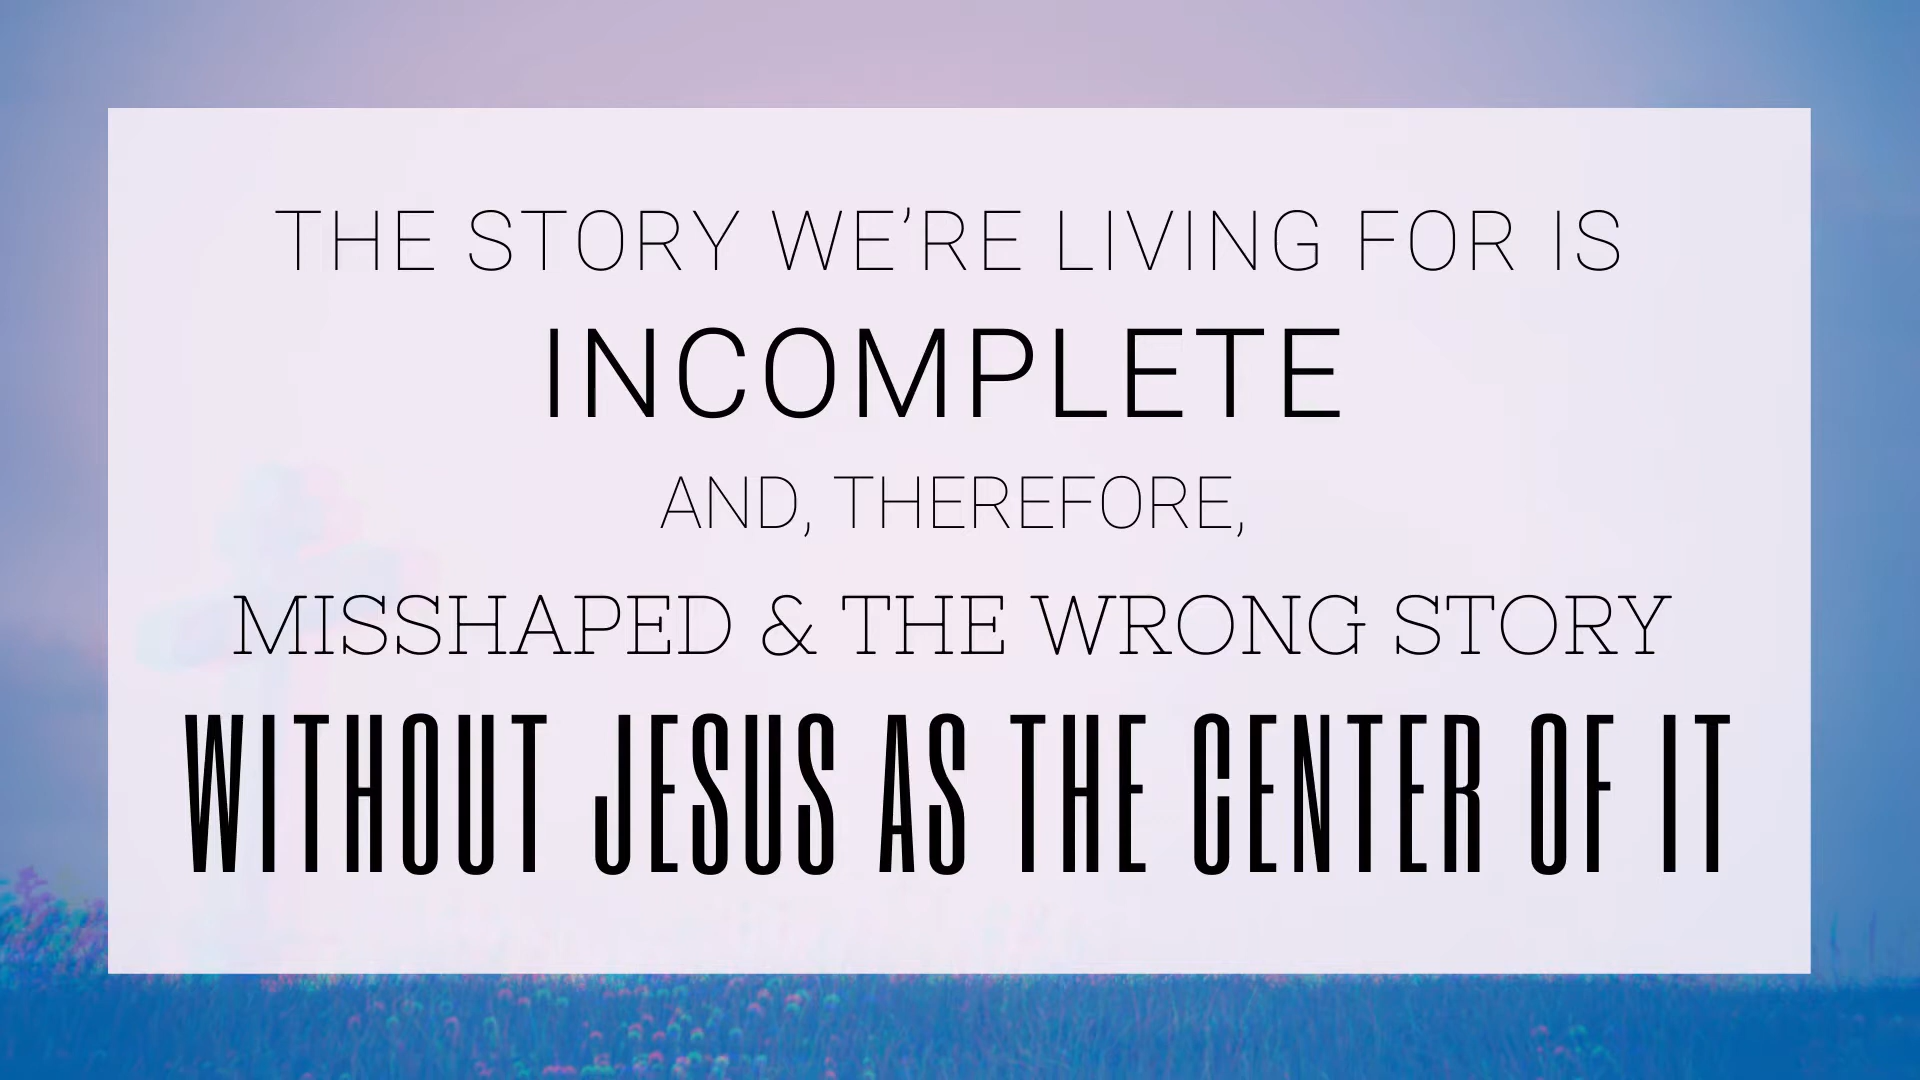 THE STORY WE’RE LIVING FOR IS
INCOMPLETE
AND, THEREFORE,
MISSHAPED & THE WRONG STORY
WITHOUT JESUS AS THE CENTER OF IT